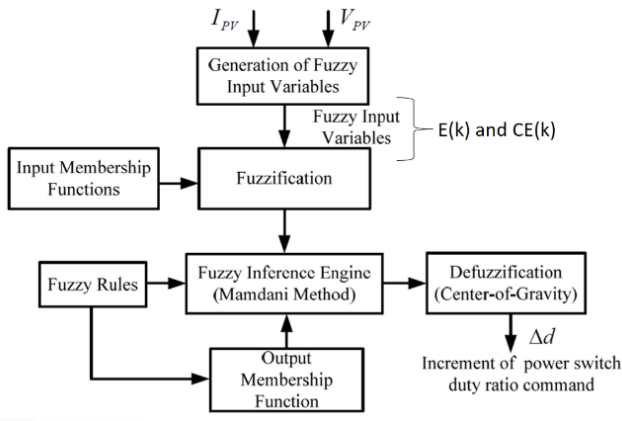 I_PV V_PV
Generation of Fuzzy
Input Variables
Fuzzy Input
Variables
E(k) and CE(k)
Input Membership
Functions
Fuzzification
Fuzzy Rules
Fuzzy Inference Engine
(Mamdani Method)
Defuzzification
(Center-of-Gravity)
Output
Membership
Function
Δd
Increment of power switch
duty ratio command